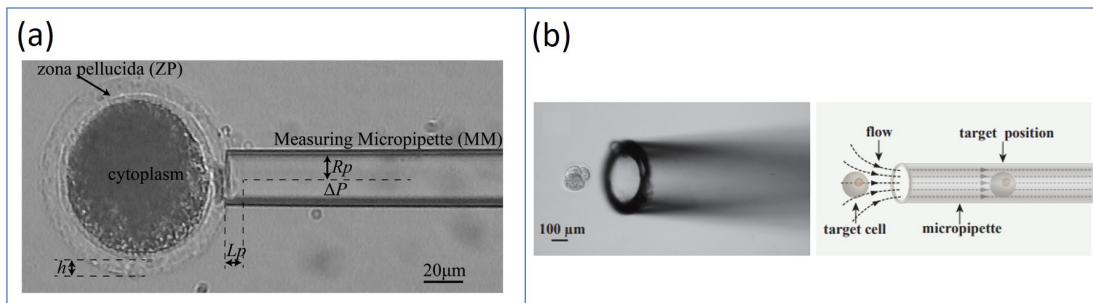 (a)
zona pellucida (ZP)
Measuring Micropipette (MM)
Rp
cytoplasm
ΔP
Lp
h
20μm
(b)
100 μm
flow
target position
target cell
micropipette